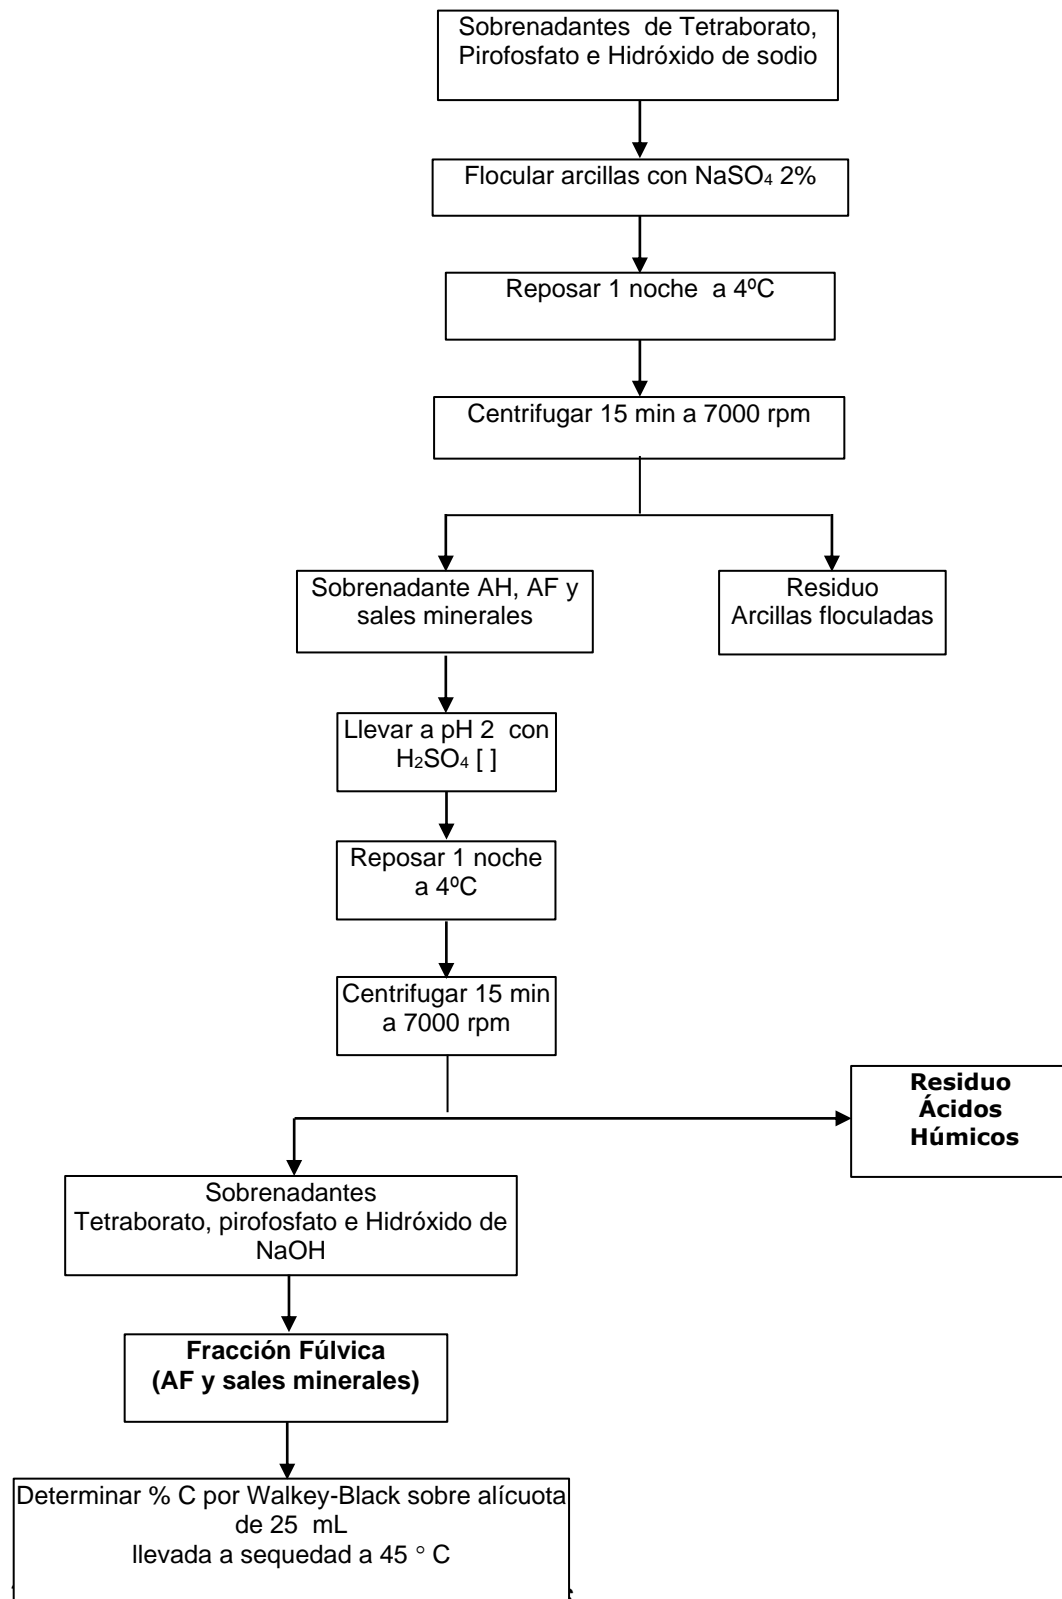 Sobrenadantes de Tetraborato,
Pirofosfato e Hidróxido de sodio
Flocular arcillas con NaSO₄ 2%
Reposar 1 noche a 4ºC
Centrifugar 15 min a 7000 rpm
Sobrenadante AH, AF y
sales minerales
Residuo
Arcillas floculadas
Llevar a pH 2 con
H₂SO₄ [ ]
Reposar 1 noche
a 4ºC
Centrifugar 15 min
a 7000 rpm
Residuo
Ácidos
Húmicos
Sobrenadantes
Tetraborato, pirofosfato e Hidróxido de
NaOH
Fracción Fúlvica
(AF y sales minerales)
Determinar % C por Walkey-Black sobre alícuota
de 25 mL
llevada a sequedad a 45 ° C